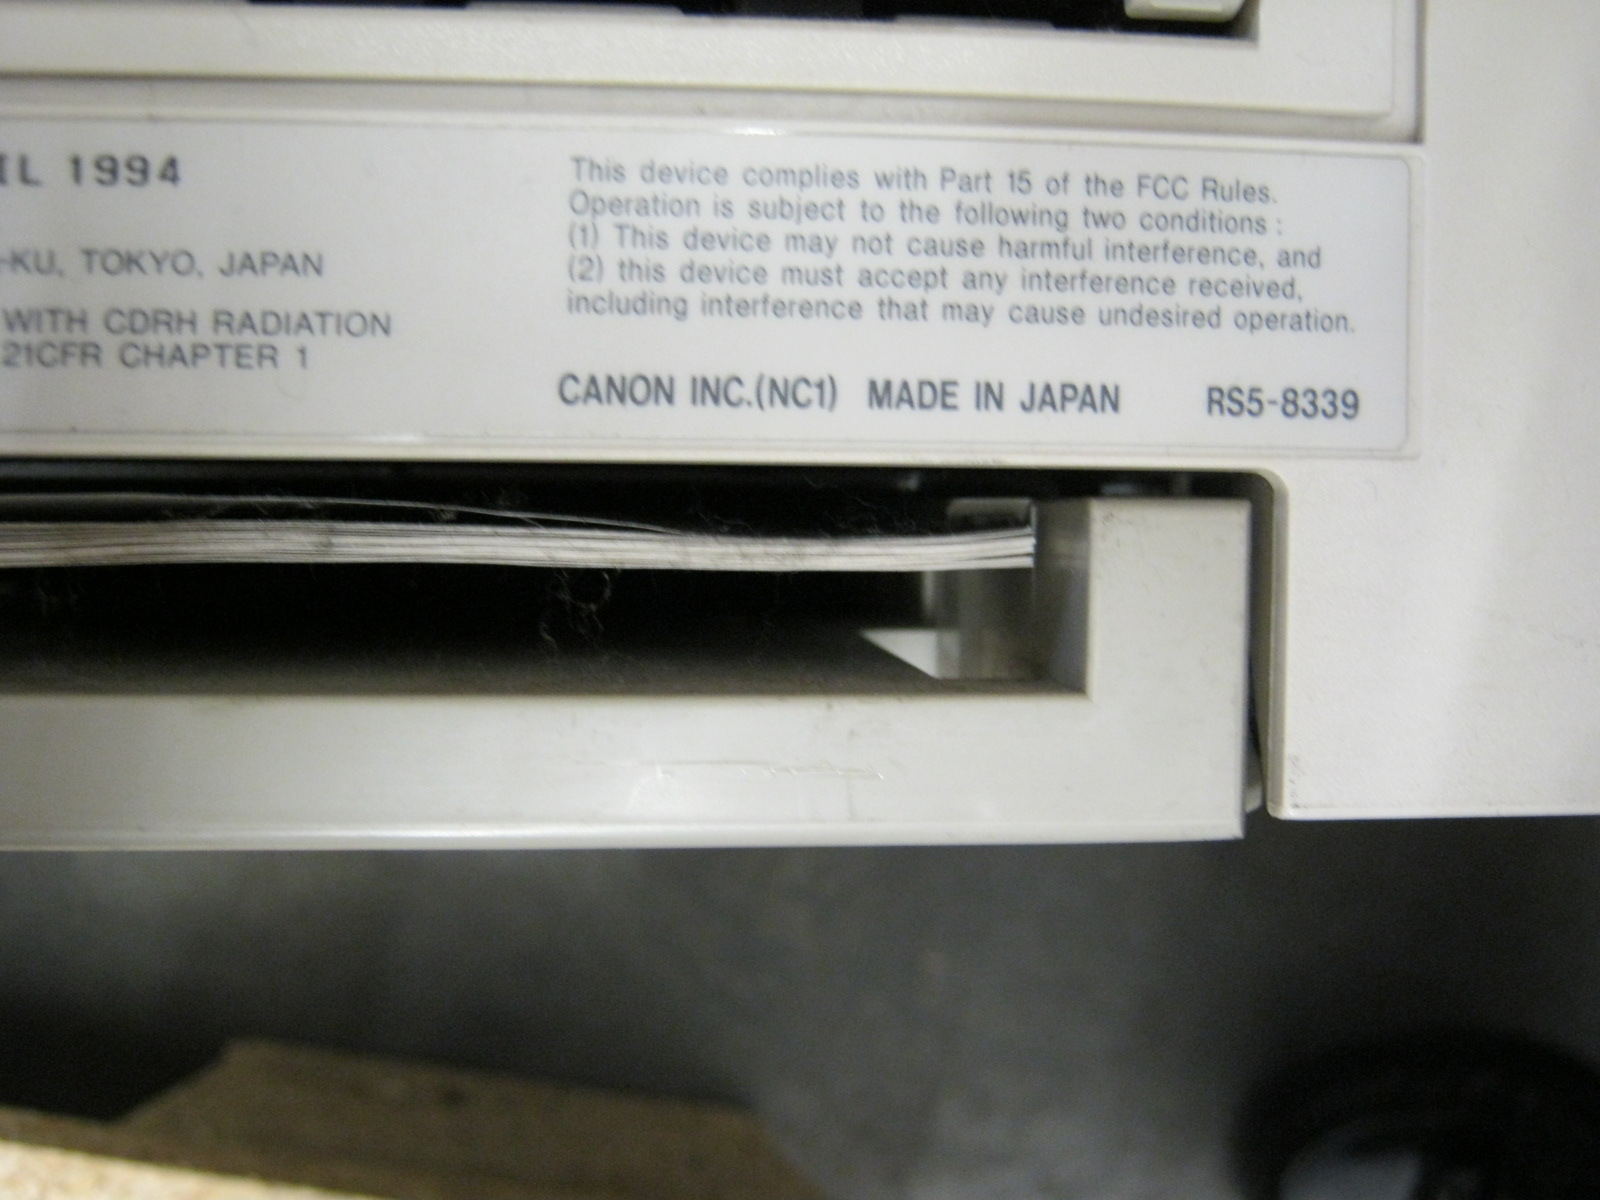 IL 1994
-KU, TOKYO, JAPAN
WITH CDRH RADIATION
21CFR CHAPTER 1
This device complies with Part 15 of the FCC Rules.
Operation is subject to the following two conditions :
(1) This device may not cause harmful interference, and
(2) this device must accept any interference received,
including interference that may cause undesired operation.
CANON INC.(NC1) MADE IN JAPAN RS5-8339